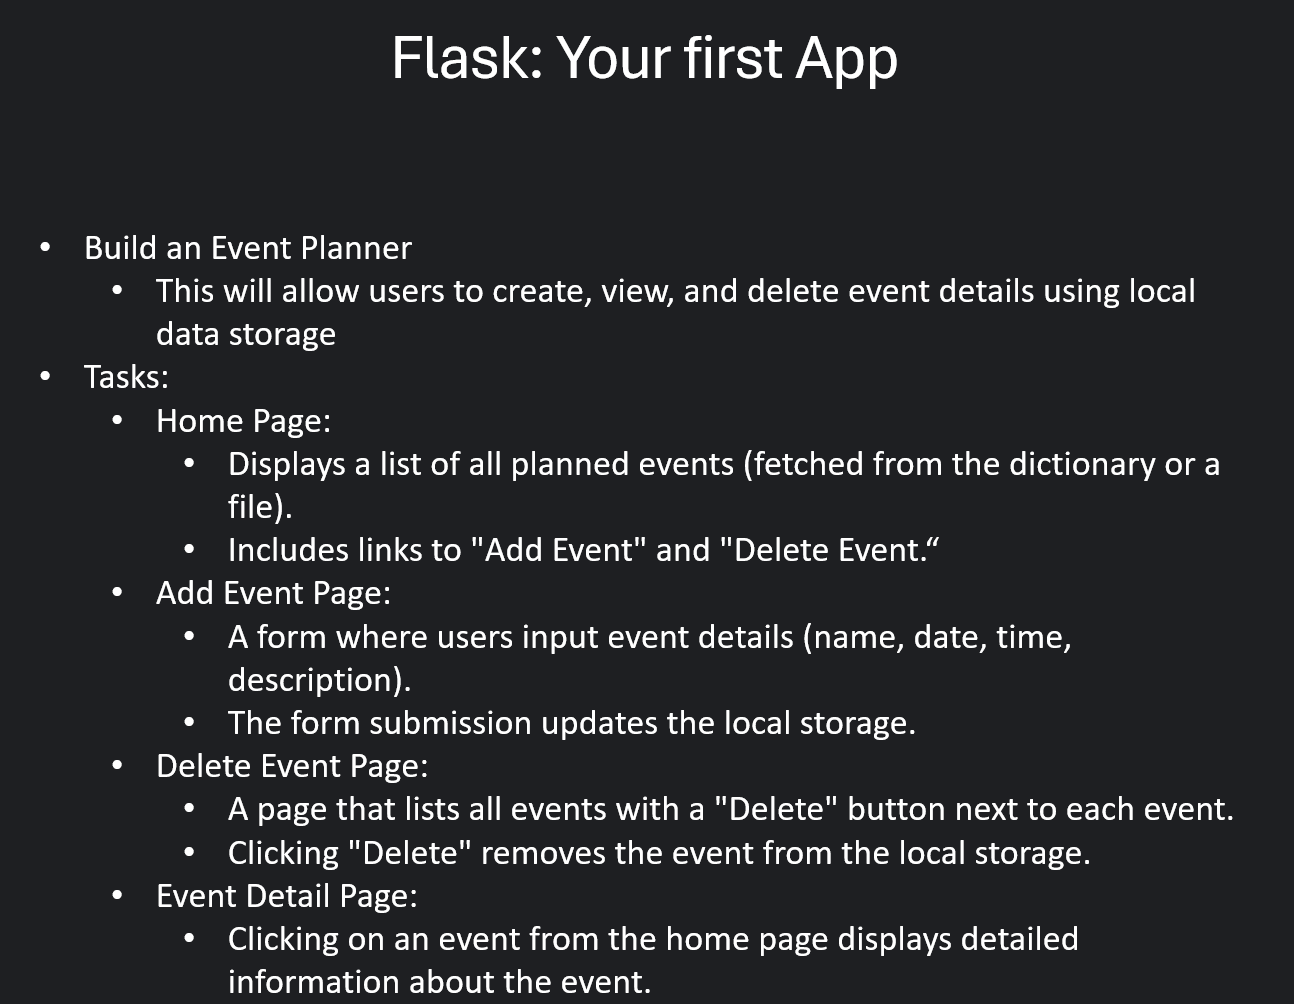 Flask: Your first App
• Build an Event Planner
• This will allow users to create, view, and delete event details using local
data storage
• Tasks:
• Home Page:
• Displays a list of all planned events (fetched from the dictionary or a
file).
• Includes links to "Add Event" and "Delete Event.“
• Add Event Page:
• A form where users input event details (name, date, time,
description).
• The form submission updates the local storage.
• Delete Event Page:
• A page that lists all events with a "Delete" button next to each event.
• Clicking "Delete" removes the event from the local storage.
• Event Detail Page:
• Clicking on an event from the home page displays detailed
information about the event.